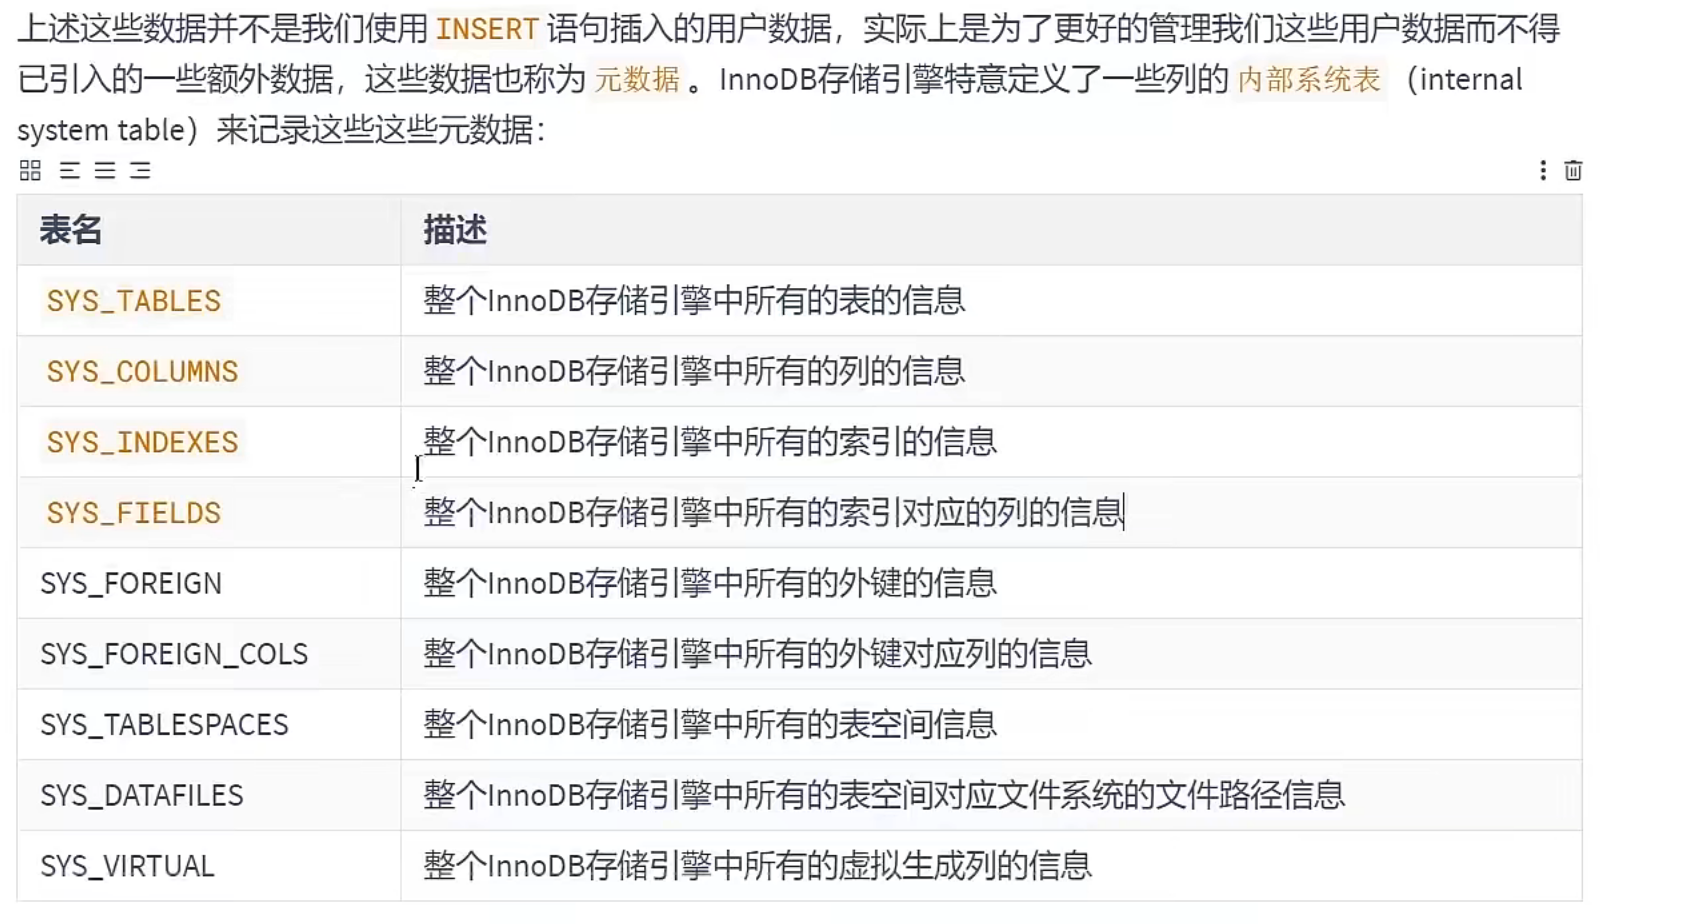 上述这些数据并不是我们使用 INSERT 语句插入的用户数据，实际上是为了更好的管理我们这些用户数据而不得
已引入的一些额外数据，这些数据也称为 元数据 。InnoDB存储引擎特意定义了一些列的 内部系统表 （internal
system table）来记录这些这些元数据：
表名 描述
SYS_TABLES 整个InnoDB存储引擎中所有的表的信息
SYS_COLUMNS 整个InnoDB存储引擎中所有的列的信息
SYS_INDEXES 整个InnoDB存储引擎中所有的索引的信息
SYS_FIELDS 整个InnoDB存储引擎中所有的索引对应的列的信息
SYS_FOREIGN 整个InnoDB存储引擎中所有的外键的信息
SYS_FOREIGN_COLS 整个InnoDB存储引擎中所有的外键对应列的信息
SYS_TABLESPACES 整个InnoDB存储引擎中所有的表空间信息
SYS_DATAFILES 整个InnoDB存储引擎中所有的表空间对应文件系统的文件路径信息
SYS_VIRTUAL 整个InnoDB存储引擎中所有的虚拟生成列的信息